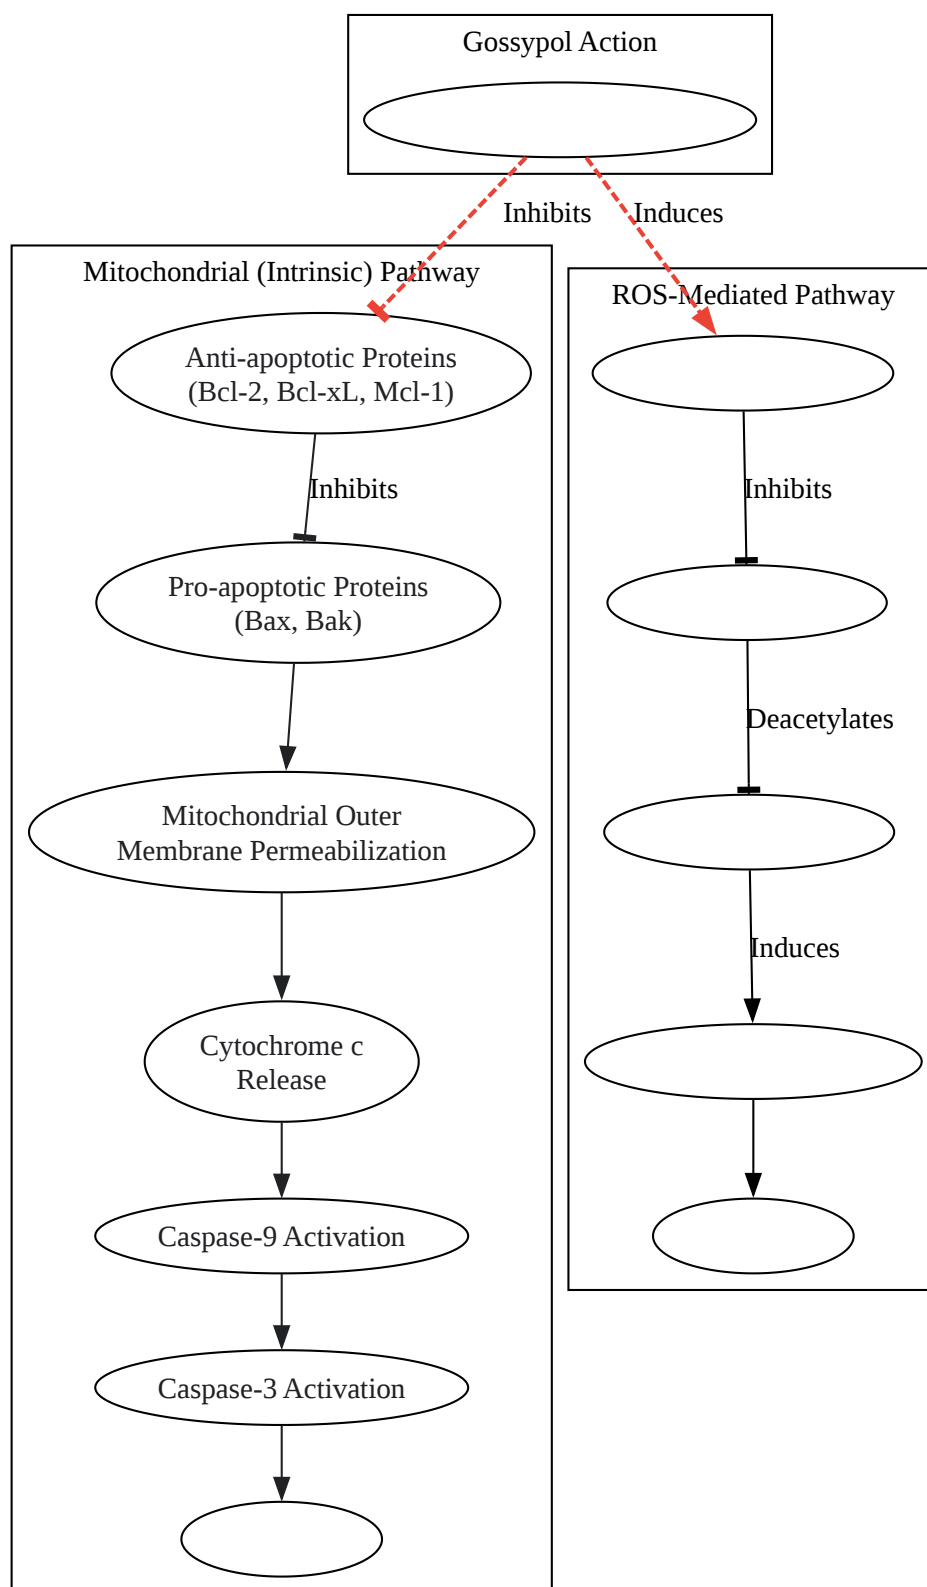 Gossypol Action
Inhibits
Induces
Mitochondrial (Intrinsic) Pathway
Anti-apoptotic Proteins
(Bcl-2, Bcl-xL, Mcl-1)
Inhibits
Pro-apoptotic Proteins
(Bax, Bak)
Mitochondrial Outer
Membrane Permeabilization
Cytochrome c
Release
Caspase-9 Activation
Caspase-3 Activation
ROS-Mediated Pathway
Inhibits
Deacetylates
Induces